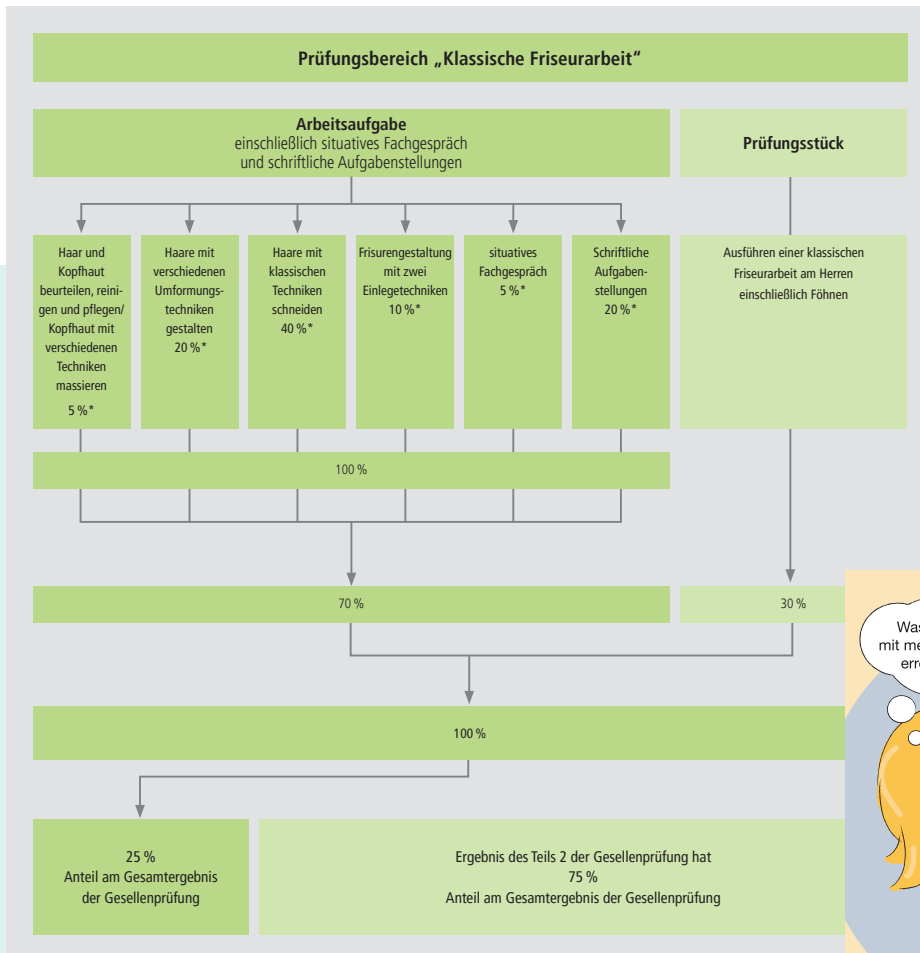 Prüfungsbereich „Klassische Friseurarbeit“
Arbeitsaufgabe
einschließlich situatives Fachgespräch
und schriftliche Aufgabenstellungen
Prüfungsstück
Haar und
Kopfhaut
beurteilen, reini-
gen und pflegen/
Kopfhaut mit
verschiedenen
Techniken
massieren
5 %*
Haare mit
verschiedenen
Umformungs-
techniken
gestalten
20 %*
Haare mit
klassischen
Techniken
schneiden
40 %*
Frisurengestaltung
mit zwei
Einlegetechniken
10 %*
situatives
Fachgespräch
5 %*
Schriftliche
Aufgaben-
stellungen
20 %*
Ausführen einer klassischen
Friseurarbeit am Herren
einschließlich Föhnen
100 %
70 %
30 %
100 %
25 %
Anteil am Gesamtergebnis
der Gesellenprüfung
Ergebnis des Teils 2 der Gesellenprüfung hat
75 %
Anteil am Gesamtergebnis der Gesellenprüfung
mit